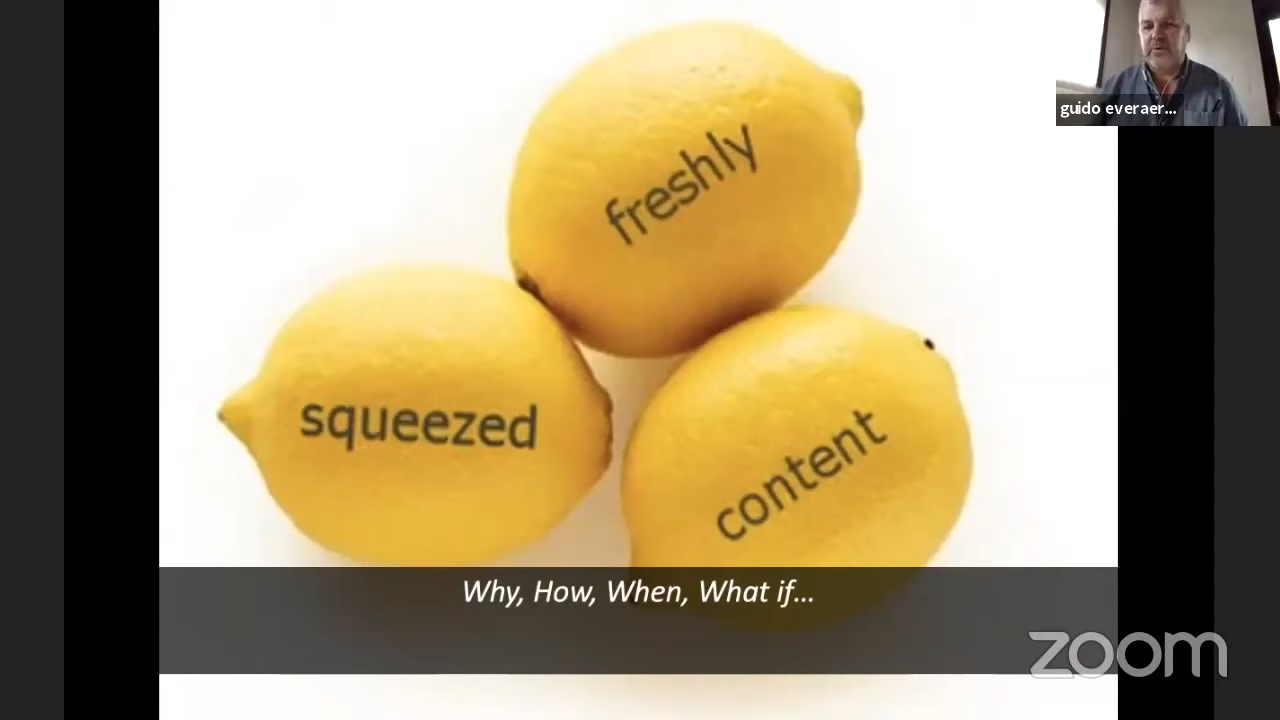 guido everaer...
freshly
squeezed
content
Why, How, When, What if...
zoom